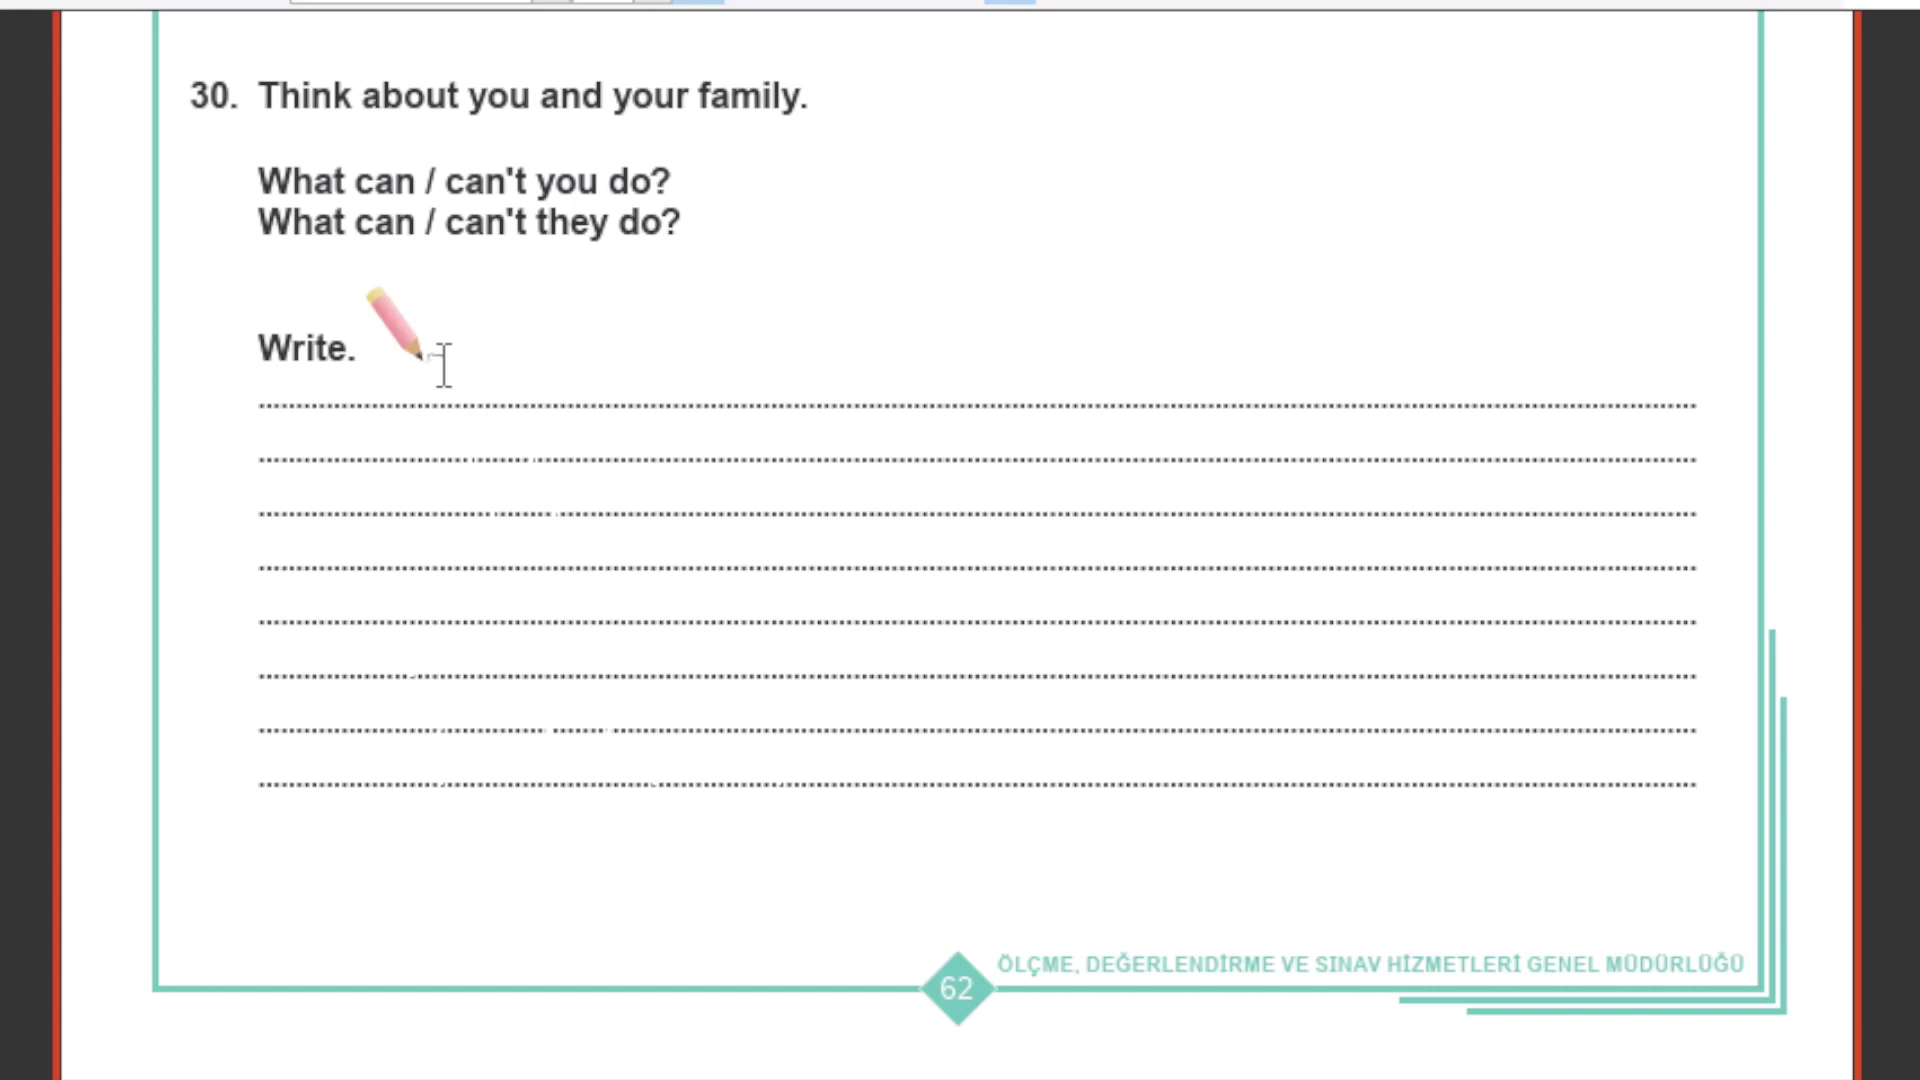 30. Think about you and your family.
What can / can't you do?
What can / can't they do?
Write.
ÖLÇME, DEĞERLENDİRME VE SINAV HİZMETLERİ GENEL MÜDÜRLÜĞÜ
62